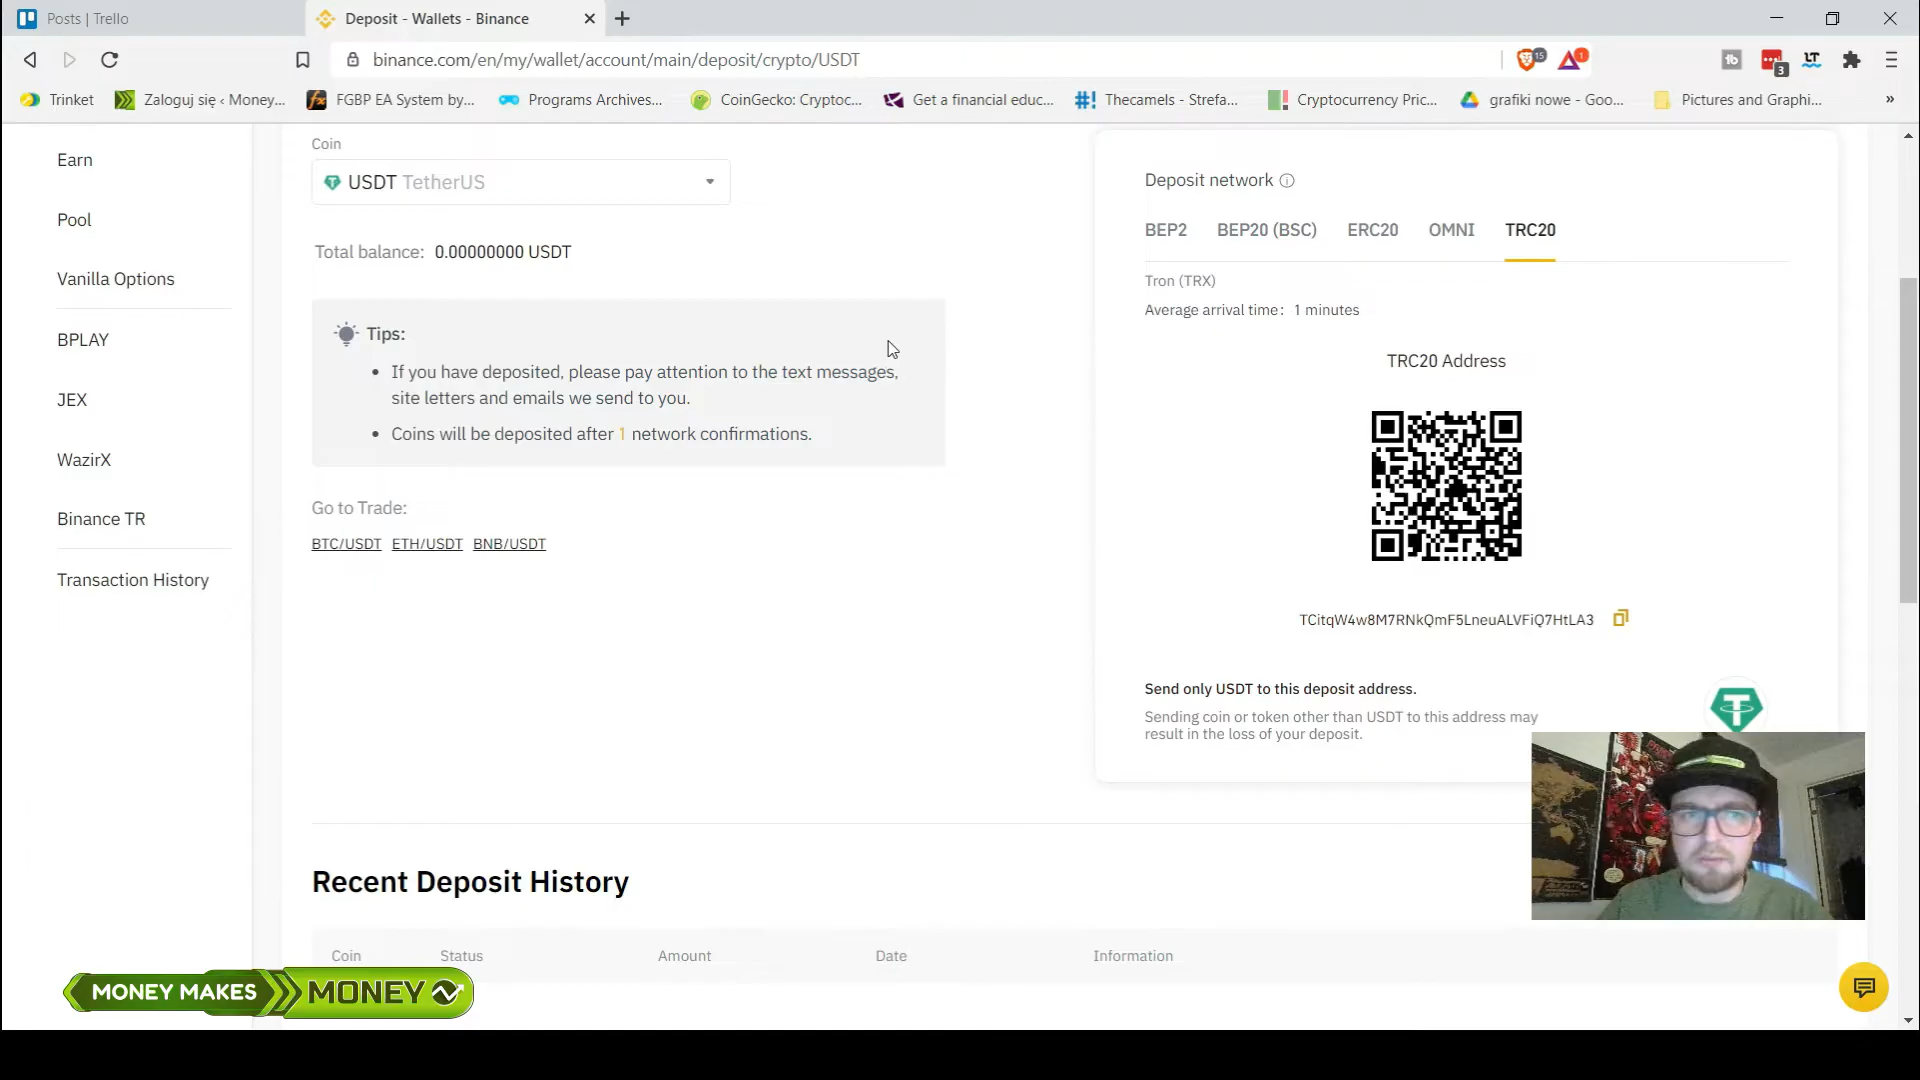 Posts | Trello
Deposit - Wallets - Binance
binance.com/en/my/wallet/account/main/deposit/crypto/USDT
15
1
tb
3
LT
Trinket
Zaloguj się ‹ Money...
FGBP EA System by...
Programs Archives...
CoinGecko: Cryptoc...
Get a financial educ...
Thecamels - Strefa...
Cryptocurrency Pric...
grafiki nowe - Goo...
Pictures and Graphi...
»
Earn
Pool
Vanilla Options
BPLAY
JEX
WazirX
Binance TR
Transaction History
Coin
USDT TetherUS
Total balance: 0.00000000 USDT
Tips:
• If you have deposited, please pay attention to the text messages,
site letters and emails we send to you.
• Coins will be deposited after 1 network confirmations.
Go to Trade:
BTC/USDT ETH/USDT BNB/USDT
Deposit network
BEP2 BEP20 (BSC) ERC20 OMNI TRC20
Tron (TRX)
Average arrival time: 1 minutes
TRC20 Address
TCitqW4w8M7RNkQmF5LneuALVFiQ7HtLA3
Send only USDT to this deposit address.
Sending coin or token other than USDT to this address may
result in the loss of your deposit.
Recent Deposit History
Coin Status Amount Date Information
MONEY MAKES MONEY